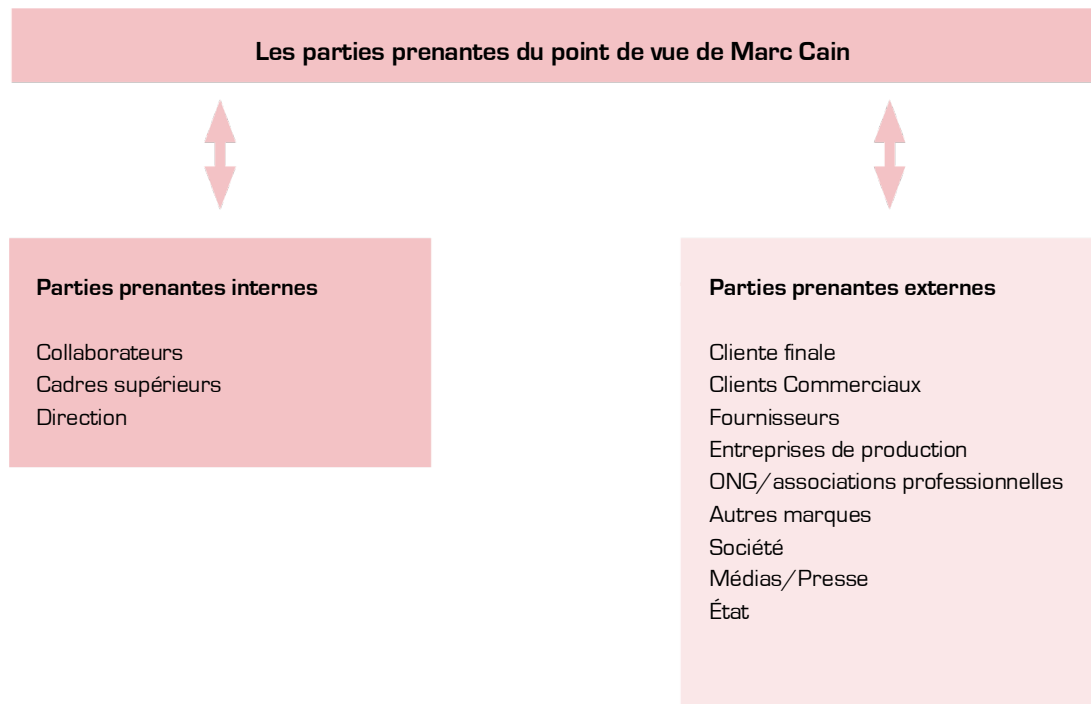 Les parties prenantes du point de vue de Marc Cain
Parties prenantes internes
Collaborateurs
Cadres supérieurs
Direction
Parties prenantes externes
Cliente finale
Clients Commerciaux
Fournisseurs
Entreprises de production
ONG/associations professionnelles
Autres marques
Société
Médias/Presse
État